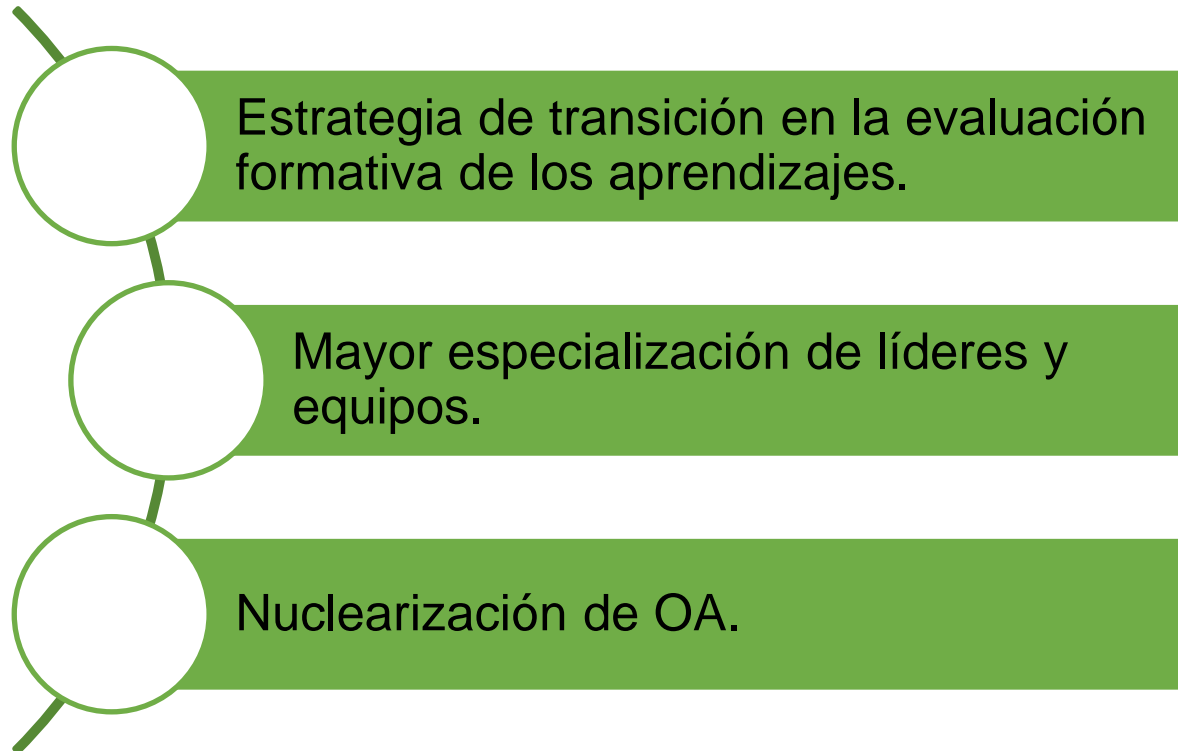 Estrategia de transición en la evaluación
formativa de los aprendizajes.
Mayor especialización de líderes y
equipos.
Nuclearización de OA.